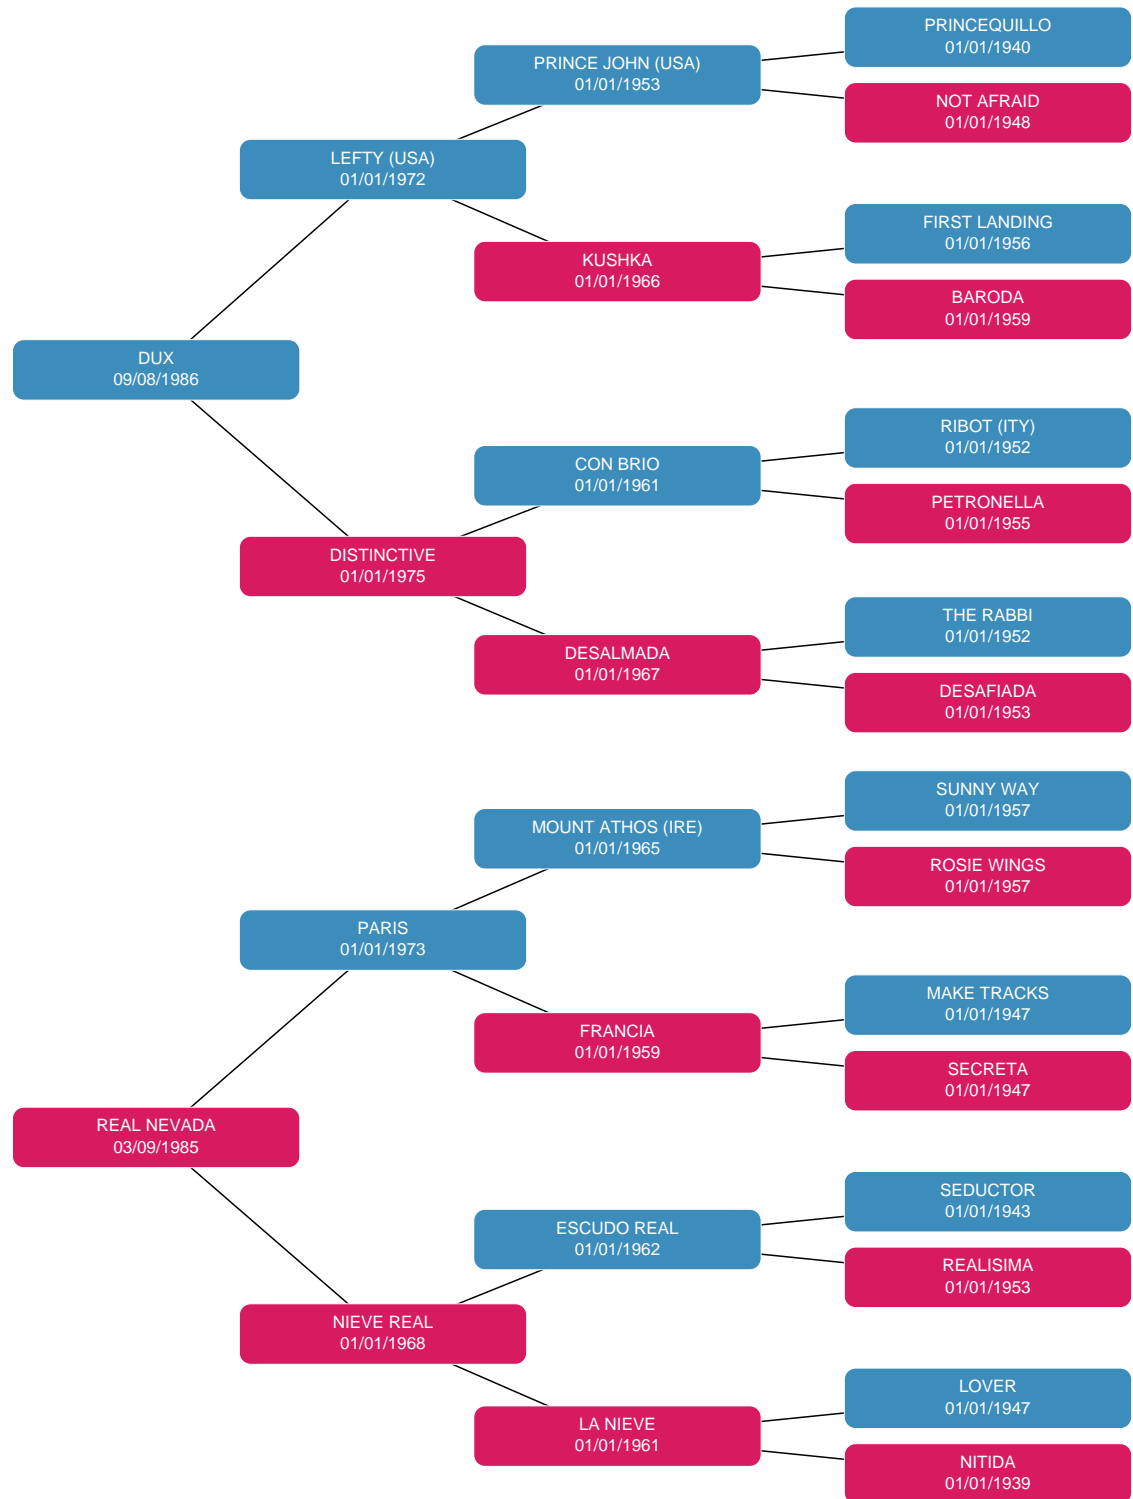 PRINCEQUILLO
01/01/1940
PRINCE JOHN (USA)
01/01/1953
NOT AFRAID
01/01/1948
LEFTY (USA)
01/01/1972
FIRST LANDING
01/01/1956
KUSHKA
01/01/1966
BARODA
01/01/1959
DUX
09/08/1986
RIBOT (ITY)
01/01/1952
CON BRIO
01/01/1961
PETRONELLA
01/01/1955
DISTINCTIVE
01/01/1975
THE RABBI
01/01/1952
DESALMADA
01/01/1967
DESAFIADA
01/01/1953
SUNNY WAY
01/01/1957
MOUNT ATHOS (IRE)
01/01/1965
ROSIE WINGS
01/01/1957
PARIS
01/01/1973
MAKE TRACKS
01/01/1947
FRANCIA
01/01/1959
SECRETA
01/01/1947
REAL NEVADA
03/09/1985
SEDUCTOR
01/01/1943
ESCUDO REAL
01/01/1962
REALISIMA
01/01/1953
NIEVE REAL
01/01/1968
LOVER
01/01/1947
LA NIEVE
01/01/1961
NITIDA
01/01/1939